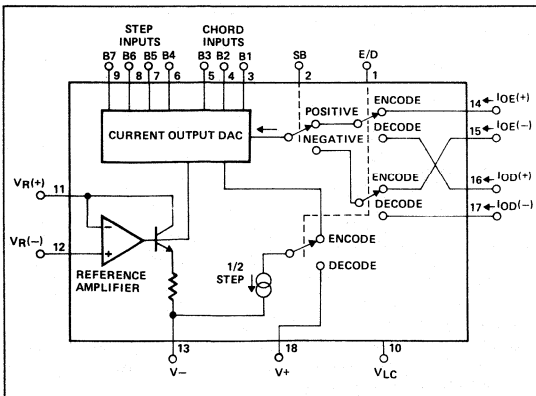 STEP INPUTS
CHORD INPUTS
B7 B6 B5 B4 B3 B2 B1 SB E/D
9 8 7 6 5 4 3 2 1
CURRENT OUTPUT DAC
POSITIVE
NEGATIVE
ENCODE
DECODE
14 IOE(+)
15 IOE(−)
ENCODE
DECODE
16 IOD(+)
17 IOD(−)
VR(+) 11
VR(−) 12
−
+
REFERENCE
AMPLIFIER
1/2
STEP
ENCODE
DECODE
13 18 10
V− V+ VLC